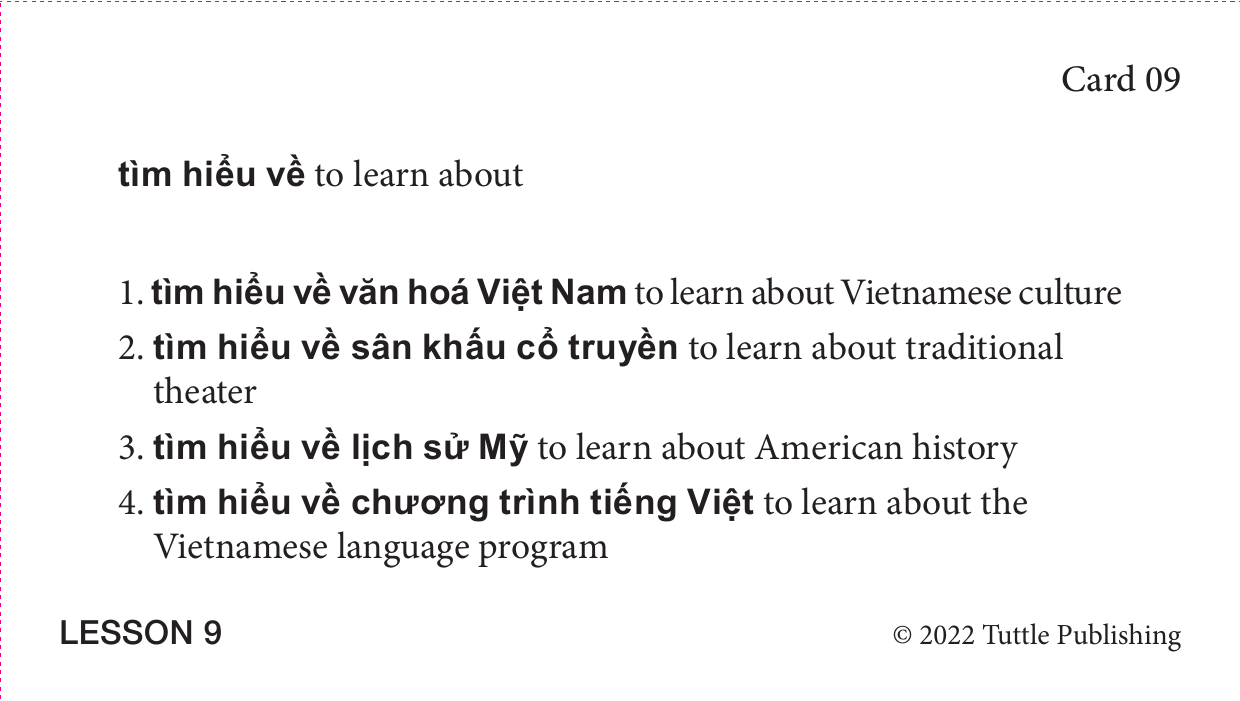 Card 09
tìm hiểu về to learn about
1. tìm hiểu về văn hoá Việt Nam to learn about Vietnamese culture
2. tìm hiểu về sân khấu cổ truyền to learn about traditional
theater
3. tìm hiểu về lịch sử Mỹ to learn about American history
4. tìm hiểu về chương trình tiếng Việt to learn about the
Vietnamese language program
LESSON 9
© 2022 Tuttle Publishing